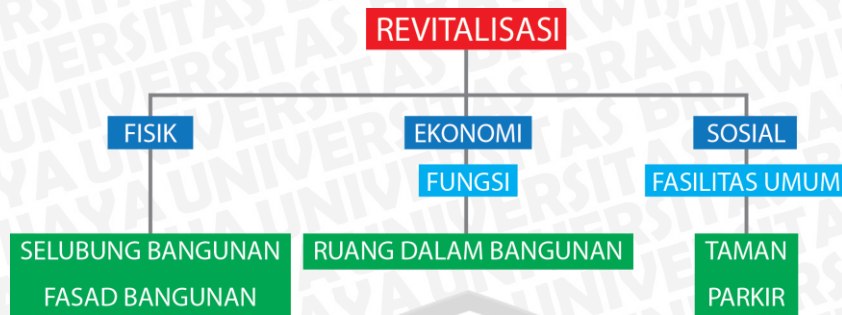 REVITALISASI
FISIK
EKONOMI
SOSIAL
FUNGSI
FASILITAS UMUM
SELUBUNG BANGUNAN
FASAD BANGUNAN
RUANG DALAM BANGUNAN
TAMAN
PARKIR